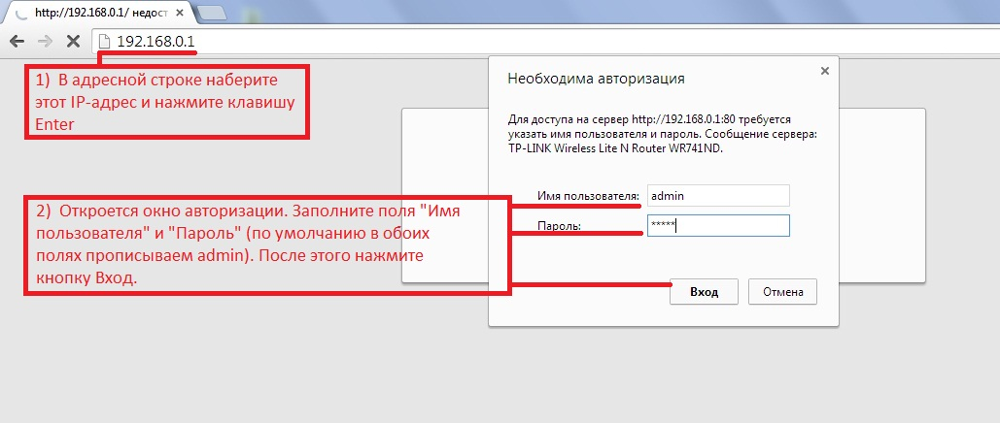 http://192.168.0.1/ недост
192.168.0.1
1) В адресной строке наберите
этот IP-адрес и нажмите клавишу
Enter
Необходима авторизация
Для доступа на сервер http://192.168.0.1:80 требуется
указать имя пользователя и пароль. Сообщение сервера:
TP-LINK Wireless Lite N Router WR741ND.
2) Откроется окно авторизации. Заполните поля "Имя
пользователя" и "Пароль" (по умолчанию в обоих
полях прописываем admin). После этого нажмите
кнопку Вход.
Имя пользователя: admin
Пароль: *****
Вход Отмена